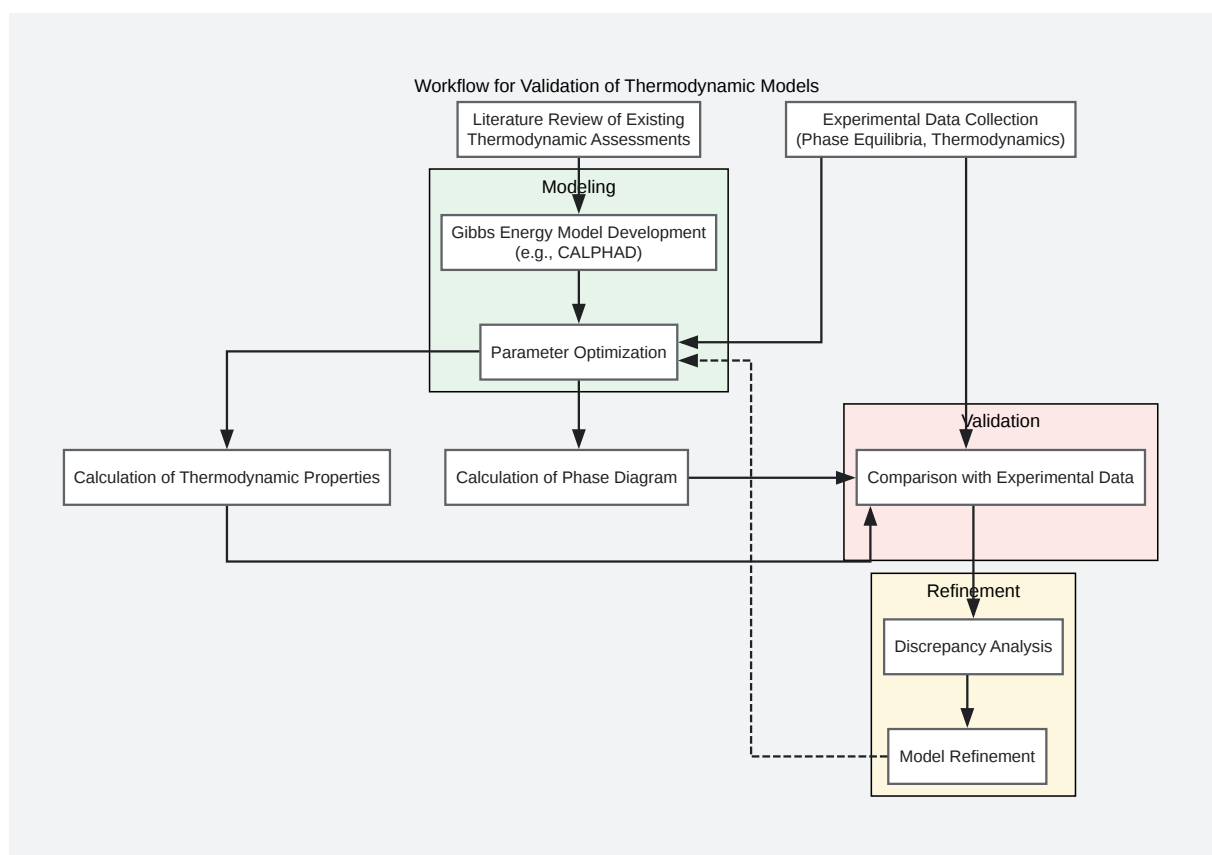 Workflow for Validation of Thermodynamic Models
Literature Review of Existing
Thermodynamic Assessments
Experimental Data Collection
(Phase Equilibria, Thermodynamics)
Modeling
Gibbs Energy Model Development
(e.g., CALPHAD)
Parameter Optimization
Validation
Calculation of Thermodynamic Properties
Calculation of Phase Diagram
Comparison with Experimental Data
Refinement
Discrepancy Analysis
Model Refinement